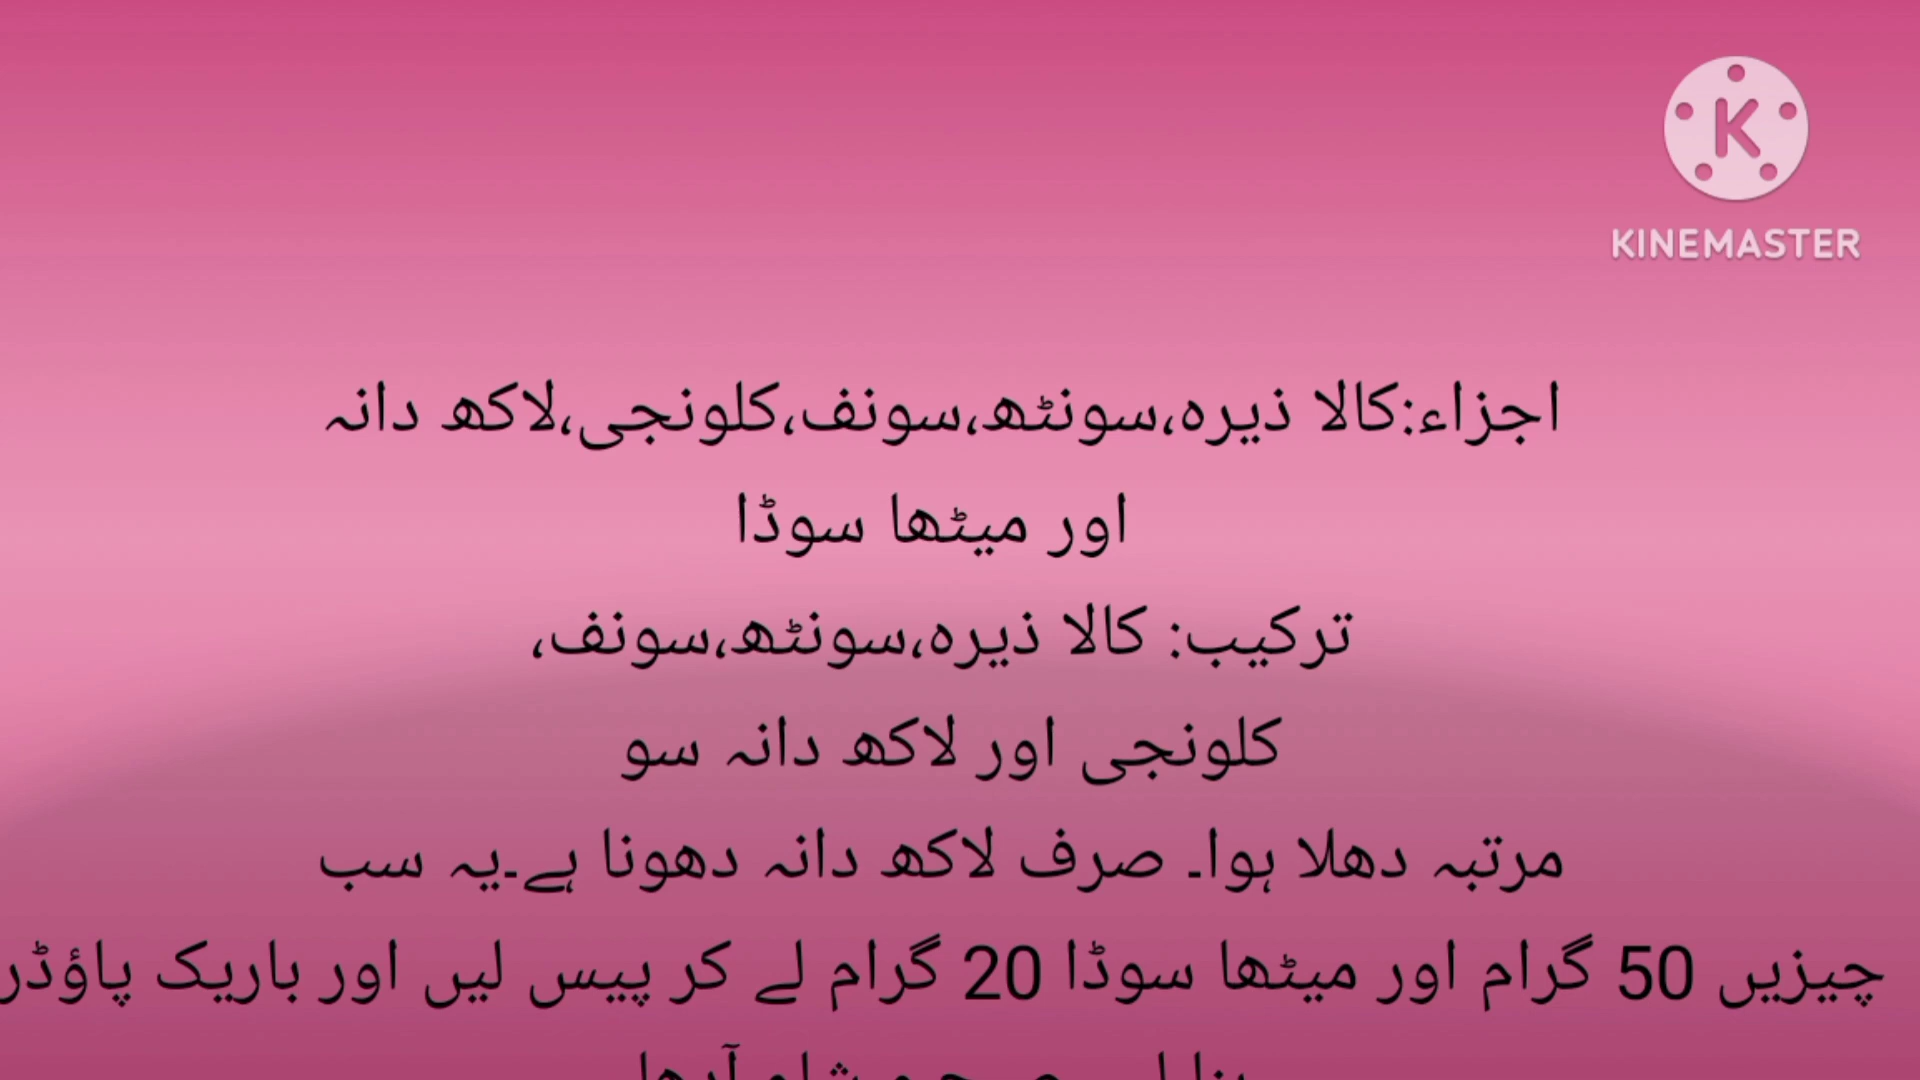 KINEMASTER
اجزاء:کالا ذیرہ،سونٹھ،سونف،کلونجی،لاکھ دانہ
اور میٹھا سوڈا
ترکیب: کالا ذیرہ،سونٹھ،سونف،
کلونجی اور لاکھ دانہ سو
مرتبہ دھلا ہوا۔ صرف لاکھ دانہ دھونا ہے۔یہ سب
چیزیں 50 گرام اور میٹھا سوڈا 20 گرام لے کر پیس لیں اور باریک پاؤڈر